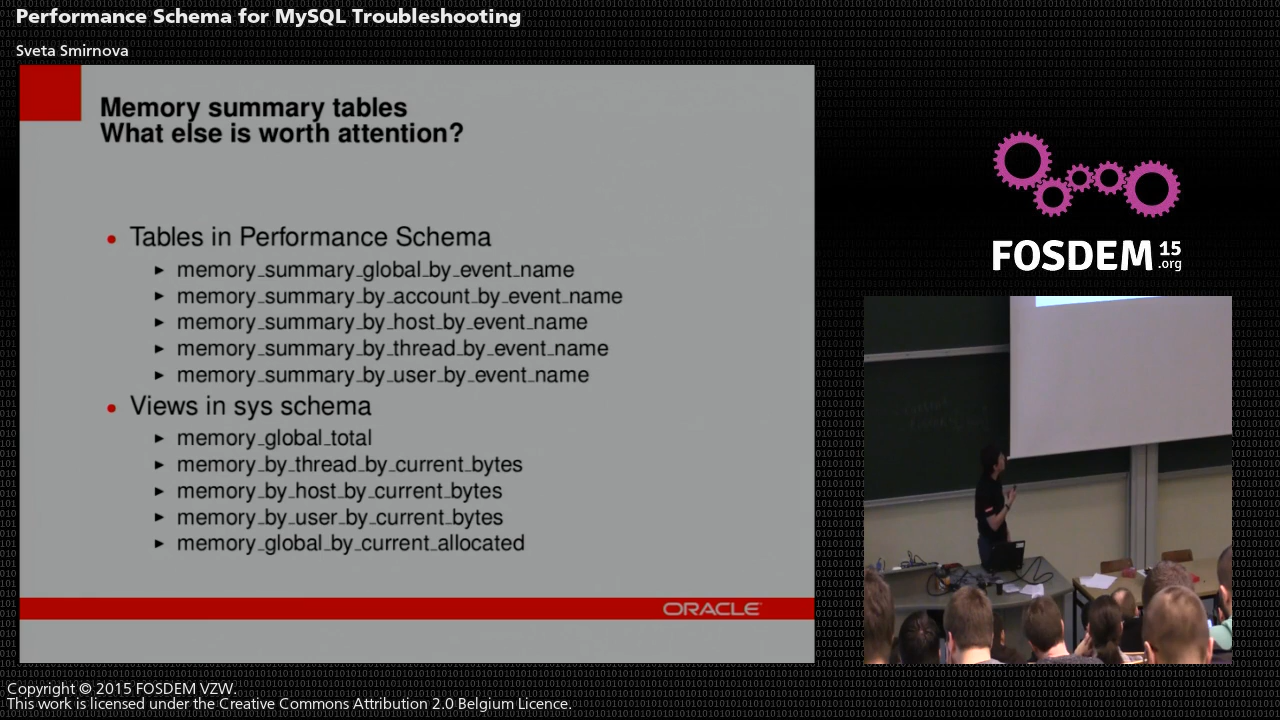 Performance Schema for MySQL Troubleshooting
Sveta Smirnova
Memory summary tables
What else is worth attention?
Tables in Performance Schema
memory_summary_global_by_event_name
memory_summary_by_account_by_event_name
memory_summary_by_host_by_event_name
memory_summary_by_thread_by_event_name
memory_summary_by_user_by_event_name
Views in sys schema
memory_global_total
memory_by_thread_by_current_bytes
memory_by_host_by_current_bytes
memory_by_user_by_current_bytes
memory_global_by_current_allocated
ORACLE
FOSDEM 15 .org
Copyright © 2015 FOSDEM VZW.
This work is licensed under the Creative Commons Attribution 2.0 Belgium Licence.